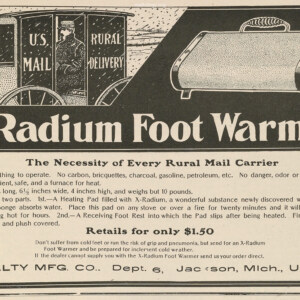 U.S. RURAL
MAIL DELIVERY
Radium Foot Warm
The Necessity of Every Rural Mail Carrier
thing to operate. No carbon, bricquettes, charcoal, gasoline, petroleum, etc. No danger, odor or
ient, safe, and a furnace for heat.
long, 6½ inches wide, 4 inches high, and weighs but 10 pounds.
two parts. 1st.—A Heating Pad filled with X-Radium, a wonderful substance newly discovered w
ponge absorbs water. Place this pad on any stove or over a fire for twenty minutes and it will
ng hot for hours. 2nd.—A Receiving Foot Rest into which the Pad slips after being heated. Fi
and plush covered.
Retails for only $1.50
Don't suffer from cold feet or run the risk of grip and pneumonia, but send for an X-Radium
Foot Warmer and be prepared for inclement cold weather.
If the dealer cannot supply you with the X-Radium Foot Warmer send us your order direct.
ALTY MFG. CO., Dept. 6, Jackson, Mich., U